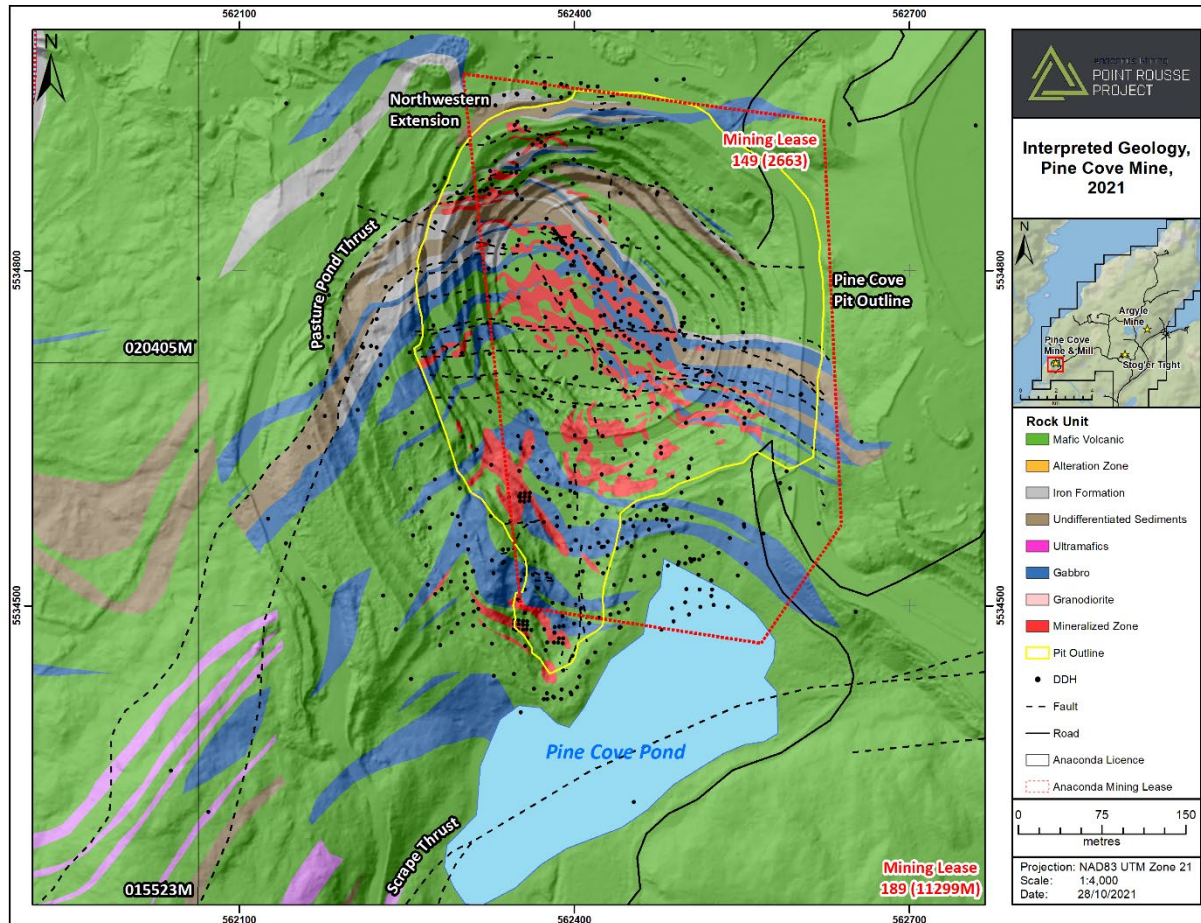 562100
562400
562700
N
Northwestern
Extension
Mining Lease
149 (2663)
Pasture Pond Thrust
5534800
5534800
Pine Cove
Pit Outline
020405M
5534500
5534500
Pine Cove Pond
Scrape Thrust
015523M
Mining Lease
189 (11299M)
562100
562400
562700
POINT ROUSSE
PROJECT
Interpreted Geology,
Pine Cove Mine,
2021
N
Argyle
Mine
Pine Cove
Mine & Mill
Stog'er Tight
km
Rock Unit
Mafic Volcanic
Alteration Zone
Iron Formation
Undifferentiated Sediments
Ultramafics
Gabbro
Granodiorite
Mineralized Zone
Pit Outline
DDH
Fault
Road
Anaconda Licence
Anaconda Mining Lease
0 75 150
metres
Projection: NAD83 UTM Zone 21
Scale: 1:4,000
Date: 28/10/2021